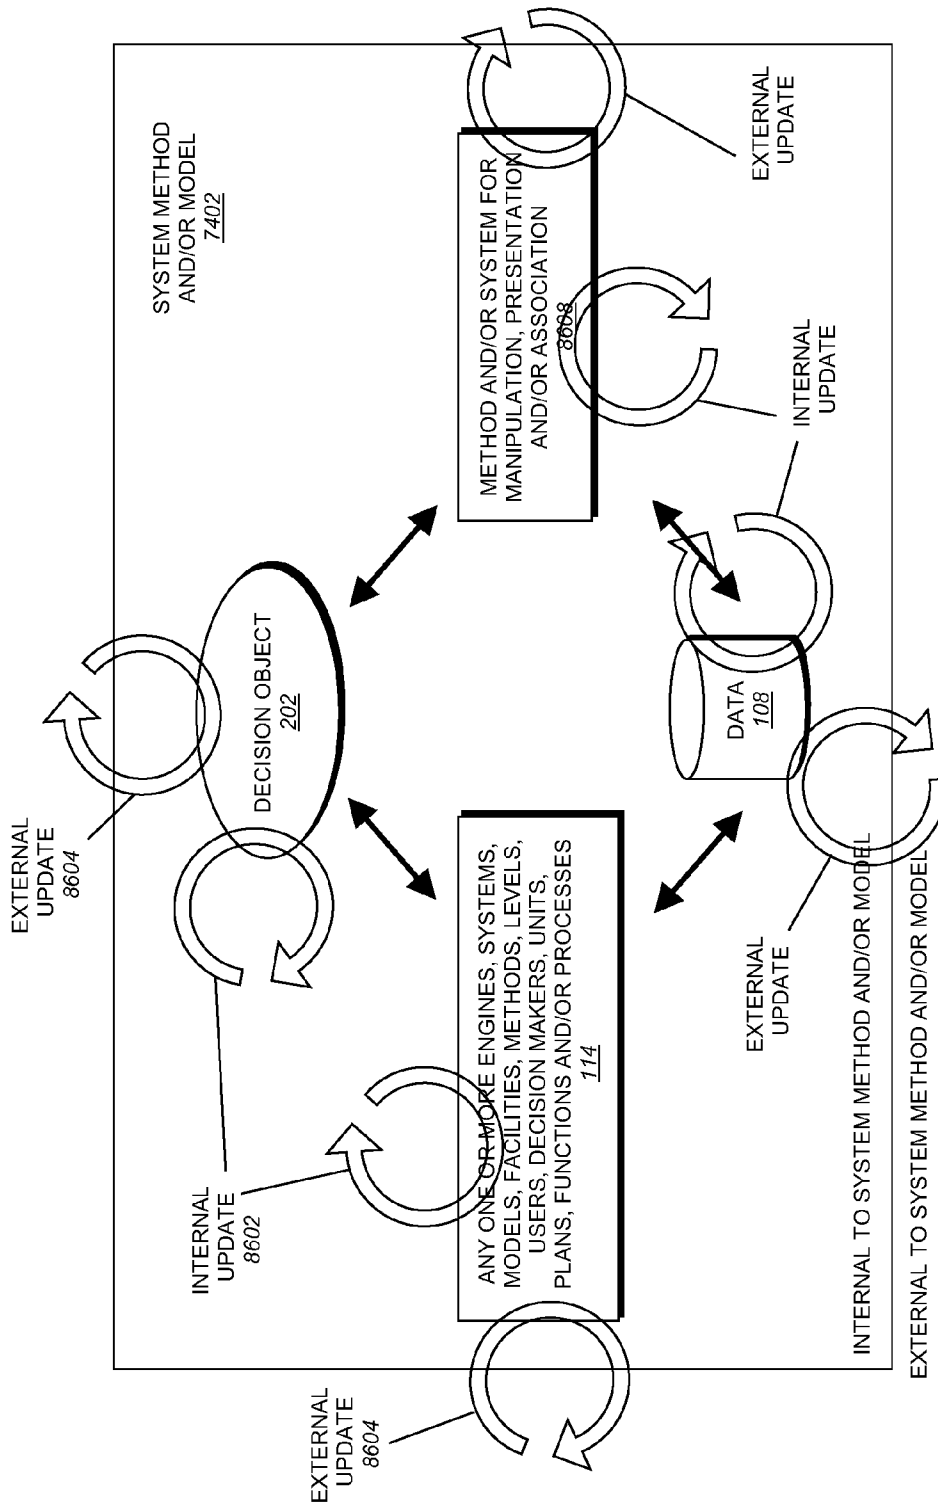 EXTERNAL
UPDATE
8604
SYSTEM METHOD
AND/OR MODEL
7402
INTERNAL
UPDATE
8602
DECISION OBJECT
202
EXTERNAL
UPDATE
8604
ANY ONE OR MORE ENGINES, SYSTEMS,
MODELS, FACILITIES, METHODS, LEVELS,
USERS, DECISION MAKERS, UNITS,
PLANS, FUNCTIONS AND/OR PROCESSES
114
METHOD AND/OR SYSTEM FOR
MANIPULATION, PRESENTATION
AND/OR ASSOCIATION
8608
DATA
108
EXTERNAL
UPDATE
INTERNAL
UPDATE
EXTERNAL
UPDATE
INTERNAL TO SYSTEM METHOD AND/OR MODEL
EXTERNAL TO SYSTEM METHOD AND/OR MODEL